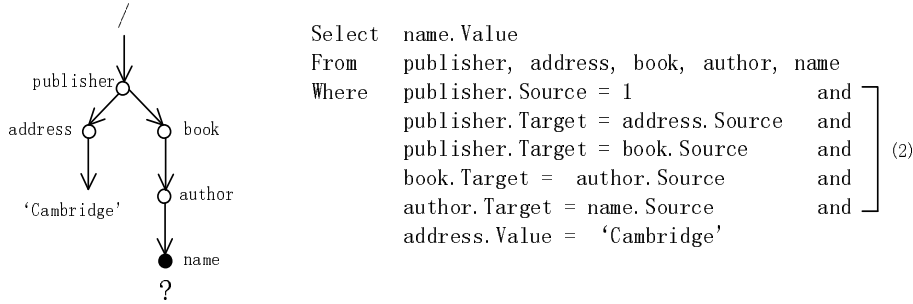 /
publisher
address
book
author
‘Cambridge’
name
?
Select name.Value
From publisher, address, book, author, name
Where publisher.Source = 1 and
publisher.Target = address.Source and
publisher.Target = book.Source and
book.Target = author.Source and
author.Target = name.Source and
address.Value = ‘Cambridge’
(2)